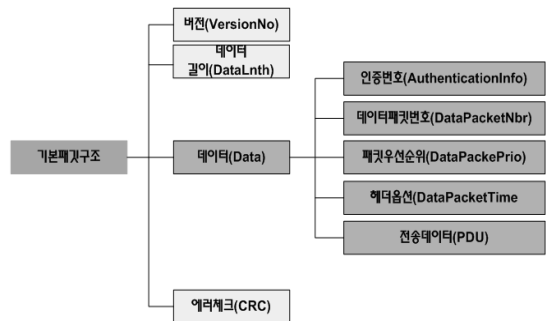 버전(VersionNo)
데이터
길이(DataLnth)
인증번호(AuthenticationInfo)
데이터패킷번호(DataPacketNbr)
기본패킷구조
데이터(Data)
패킷우선순위(DataPackePrio)
헤더옵션(DataPacketTime
전송데이터(PDU)
에러체크(CRC)